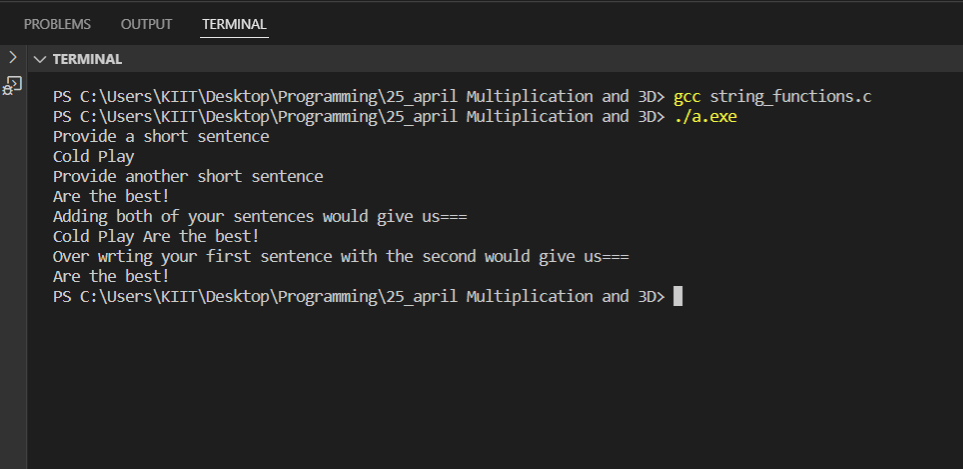 PROBLEMS OUTPUT TERMINAL
TERMINAL
PS C:\Users\KIIT\Desktop\Programming\25_april Multiplication and 3D> gcc string_functions.c
PS C:\Users\KIIT\Desktop\Programming\25_april Multiplication and 3D> ./a.exe
Provide a short sentence
Cold Play
Provide another short sentence
Are the best!
Adding both of your sentences would give us===
Cold Play Are the best!
Over wrting your first sentence with the second would give us===
Are the best!
PS C:\Users\KIIT\Desktop\Programming\25_april Multiplication and 3D>